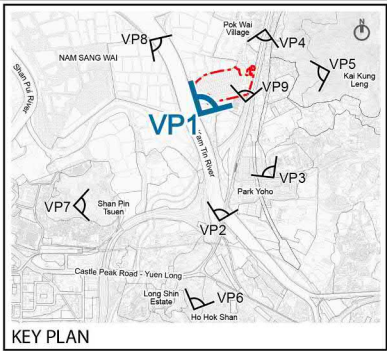 N
VP8
Pok Wai
Village
VP4
NAM SANG WAI
VP5
Kai Kung
Leng
Shan Pui River
VP9
VP1
Kam Tin River
VP3
Park Yoho
VP7
Shan Pin
Tsuen
VP2
Castle Peak Road - Yuen Long
Long Shin
Estate
VP6
Ho Hok Shan
KEY PLAN